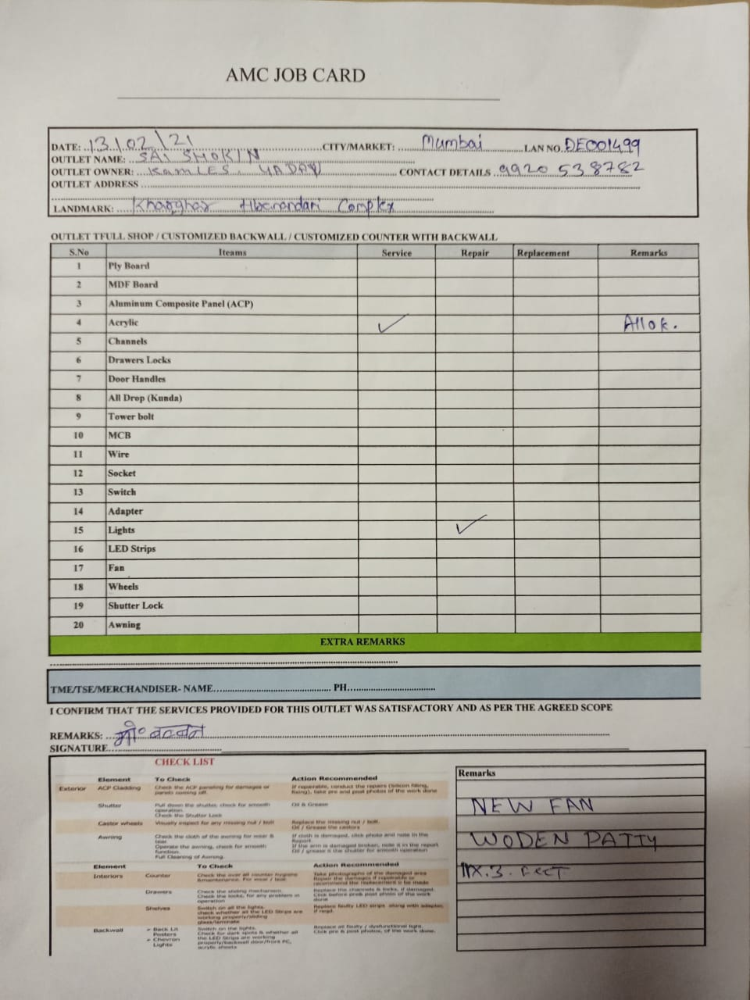 AMC JOB CARD
DATE: 13/02/21 CITY/MARKET: Mumbai LAN NO. DE001499
OUTLET NAME: SAI SHOKIN
OUTLET OWNER: KAMLES. YADAV CONTACT DETAILS 9920 538782
OUTLET ADDRESS
LANDMARK: Kharghar Complex
OUTLET TFULL SHOP / CUSTOMIZED BACKWALL / CUSTOMIZED COUNTER WITH BACKWALL
S.No Iteams Service Repair Replacement Remarks
1 Ply Board
2 MDF Board
3 Aluminum Composite Panel (ACP)
4 Acrylic ✓ All ok.
5 Channels
6 Drawers Locks
7 Door Handles
8 All Drop (Kunda)
9 Tower bolt
10 MCB
11 Wire
12 Socket
13 Switch
14 Adapter
15 Lights ✓
16 LED Strips
17 Fan
18 Wheels
19 Shutter Lock
20 Awning
EXTRA REMARKS
TME/TSE/MERCHANDISER- NAME PH
I CONFIRM THAT THE SERVICES PROVIDED FOR THIS OUTLET WAS SATISFACTORY AND AS PER THE AGREED SCOPE
REMARKS:
SIGNATURE
CHECK LIST
Element To Check Action Recommended
Exterior ACP Cladding Check the ACP paneling for damages or If repairable, conduct the repairs (Silicon filling,
panels coming off. fixing), take pre and post photos of the work done
Shutter Pull down the shutter, check for smooth Oil & Grease
operation.
Check the Shutter Lock
Castor wheels Visually inspect for any missing nut / bolt Replace the missing nut / bolt.
Oil / Grease the castors
Awning Check the cloth of the awning for wear & If cloth is damaged, click photo and note in the
tear Report.
Operate the awning, check for smooth If the arm is damaged broken, note it in the report
function. Oil / grease it the shutter for smooth operation
Full Cleaning of Awning.
Element To Check Action Recommended
Interiors Counter Check the over all counter hygiene Take photographs of the damaged area
&maintenance. For wear / tear Repair the damages if repairable or
recommend the replacement to be made
Drawers Check the sliding mechanism. Replace the channels & locks, if damaged.
Check the locks, for any problem in Click before pre& post photo of the work
operation done
Shelves Switch on all the lights. Replace faulty LED strips along with adapter,
check whether all the LED Strips are if reqd.
working properly/sliding
glass/laminate
Backwall ➢ Back Lit Switch on the lights. Replace all faulty / dysfunctional light.
Posters Check for dark spots & whether all Click pre & post photos, of the work done.
➢ Chevron the LED Strips are working
Lights properly/backwall door/front PC,
acrylic sheets
Remarks
NEW FAN
WODEN PATTY